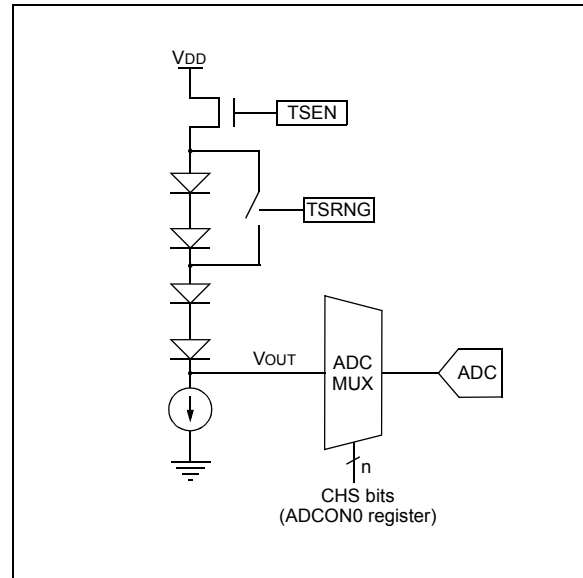 VDD
TSEN
TSRNG
VOUT
ADC
MUX
ADC
n
CHS bits
(ADCON0 register)